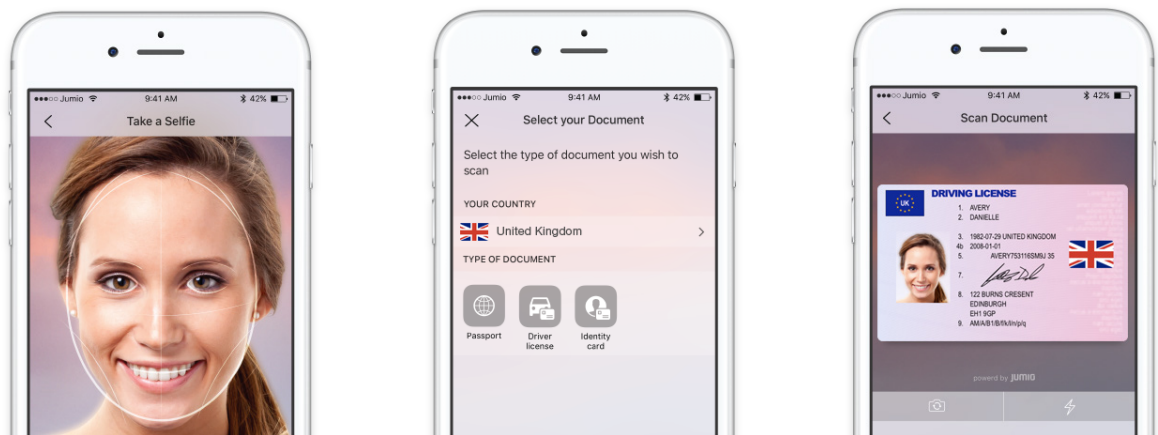 Jumio 9:41 AM 42%
Take a Selfie
Jumio 9:41 AM 42%
Select your Document
Select the type of document you wish to
scan
YOUR COUNTRY
United Kingdom
TYPE OF DOCUMENT
Passport
Driver
license
Identity
card
Jumio 9:41 AM 42%
Scan Document
UK
DRIVING LICENSE
1. AVERY
2. DANIELLE
3. 1982-07-29 UNITED KINGDOM
4b 2008-01-01
5. AVERY753116SM9J 35
7.
8. 122 BURNS CRESENT
EDINBURGH
EH1 9GP
9. AM/A/B1/B/f/k/l/n/p/q
powered by jumio